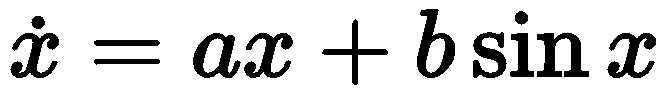 ẋ = ax + b sin x